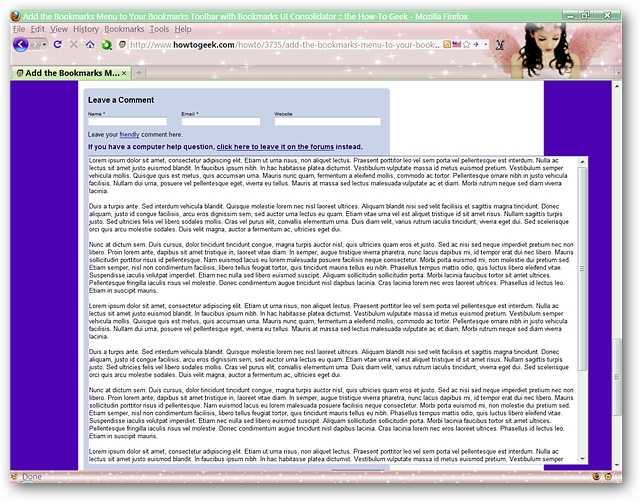 Add the Bookmarks Menu to Your Bookmarks Toolbar with Bookmarks UI Consolidator :: the How-To Geek - Mozilla Firefox
File Edit View History Bookmarks Tools Help
http://www.howtogeek.com/howto/3735/add-the-bookmarks-menu-to-your-book...
Add the Bookmarks M...
Leave a Comment
Name * Email * Website
Leave your friendly comment here.
If you have a computer help question, click here to leave it on the forums instead.
Lorem ipsum dolor sit amet, consectetur adipiscing elit. Etiam ut urna risus, non aliquet lectus. Praesent porttitor leo vel sem porta vel pellentesque est interdum. Nulla ac
lectus sit amet justo euismod blandit. In faucibus ipsum nibh. In hac habitasse platea dictumst. Vestibulum vulputate massa id metus euismod pretium. Vestibulum semper
vehicula mollis. Quisque quis est metus, quis accumsan urna. Mauris nunc quam, fermentum a eleifend mollis, convallis eget tortor. Pellentesque ornare nibh in justo vehicula
facilisis. Nullam dui urna, posuere vel pellentesque eget, viverra eu tellus. Mauris at massa sed lectus malesuada vulputate ac et diam. Morbi rutrum neque sed diam viverra
lacinia.
Duis a turpis ante. Sed interdum vehicula blandit. Quisque molestie lorem nec nisl laoreet ultrices. Aliquam blandit nisi sed velit facilisis et sagittis magna tincidunt. Donec
aliquam, justo id congue facilisis, arcu eros dignissim sem, sed auctor urna lectus eu quam. Etiam vitae urna vel est aliquet tristique id sit amet risus. Nullam sagittis turpis
justo. Sed ultricies felis vel libero sodales mollis. Cras vel purus elit, convallis elementum urna. Duis diam velit, varius rutrum iaculis tincidunt, gravida eget dui. Sed scelerisque
orci quis arcu molestie sodales. Duis velit magna, auctor a fermentum ac, ultricies eget dui.
Nunc at dictum sem. Duis cursus, dolor tincidunt tincidunt congue, magna turpis auctor nisl, quis ultricies quam eros et justo. Sed ac nisi sed neque imperdiet pretium nec non
libero. Proin lorem ante, dapibus sit amet tristique in, laoreet vitae diam. In semper, augue tristique viverra pharetra, nunc lacus dapibus mi, id tempor erat dui nec libero. Mauris
sollicitudin porttitor risus id pellentesque. Nam euismod lacus eu lorem malesuada posuere facilisis neque consectetur. Morbi porta euismod mi, non molestie dui pretium sed.
Etiam semper, nisl non condimentum facilisis, libero tellus feugiat tortor, quis tincidunt mauris tellus eu nibh. Phasellus tempus mattis odio, quis luctus libero eleifend vitae.
Suspendisse iaculis volutpat imperdiet. Etiam nec nulla sed libero euismod suscipit. Aliquam sollicitudin sollicitudin porta. Morbi lacinia faucibus tortor sit amet ultrices.
Pellentesque fringilla iaculis risus vel molestie. Donec condimentum augue tincidunt nisl dapibus lacinia. Cras lacinia lorem nec eros laoreet ultrices. Phasellus id lectus leo.
Etiam in suscipit mauris.
Lorem ipsum dolor sit amet, consectetur adipiscing elit. Etiam ut urna risus, non aliquet lectus. Praesent porttitor leo vel sem porta vel pellentesque est interdum. Nulla ac
lectus sit amet justo euismod blandit. In faucibus ipsum nibh. In hac habitasse platea dictumst. Vestibulum vulputate massa id metus euismod pretium. Vestibulum semper
vehicula mollis. Quisque quis est metus, quis accumsan urna. Mauris nunc quam, fermentum a eleifend mollis, convallis eget tortor. Pellentesque ornare nibh in justo vehicula
facilisis. Nullam dui urna, posuere vel pellentesque eget, viverra eu tellus. Mauris at massa sed lectus malesuada vulputate ac et diam. Morbi rutrum neque sed diam viverra
lacinia.
Duis a turpis ante. Sed interdum vehicula blandit. Quisque molestie lorem nec nisl laoreet ultrices. Aliquam blandit nisi sed velit facilisis et sagittis magna tincidunt. Donec
aliquam, justo id congue facilisis, arcu eros dignissim sem, sed auctor urna lectus eu quam. Etiam vitae urna vel est aliquet tristique id sit amet risus. Nullam sagittis turpis
justo. Sed ultricies felis vel libero sodales mollis. Cras vel purus elit, convallis elementum urna. Duis diam velit, varius rutrum iaculis tincidunt, gravida eget dui. Sed scelerisque
orci quis arcu molestie sodales. Duis velit magna, auctor a fermentum ac, ultricies eget dui.
Nunc at dictum sem. Duis cursus, dolor tincidunt tincidunt congue, magna turpis auctor nisl, quis ultricies quam eros et justo. Sed ac nisi sed neque imperdiet pretium nec non
libero. Proin lorem ante, dapibus sit amet tristique in, laoreet vitae diam. In semper, augue tristique viverra pharetra, nunc lacus dapibus mi, id tempor erat dui nec libero. Mauris
sollicitudin porttitor risus id pellentesque. Nam euismod lacus eu lorem malesuada posuere facilisis neque consectetur. Morbi porta euismod mi, non molestie dui pretium sed.
Etiam semper, nisl non condimentum facilisis, libero tellus feugiat tortor, quis tincidunt mauris tellus eu nibh. Phasellus tempus mattis odio, quis luctus libero eleifend vitae.
Suspendisse iaculis volutpat imperdiet. Etiam nec nulla sed libero euismod suscipit. Aliquam sollicitudin sollicitudin porta. Morbi lacinia faucibus tortor sit amet ultrices.
Pellentesque fringilla iaculis risus vel molestie. Donec condimentum augue tincidunt nisl dapibus lacinia. Cras lacinia lorem nec eros laoreet ultrices. Phasellus id lectus leo.
Etiam in suscipit mauris.
Lorem ipsum dolor sit amet, consectetur adipiscing elit. Etiam ut urna risus, non aliquet lectus. Praesent porttitor leo vel sem porta vel pellentesque est interdum. Nulla ac
lectus sit amet justo euismod blandit. In faucibus ipsum nibh. In hac habitasse platea dictumst. Vestibulum vulputate massa id metus euismod pretium. Vestibulum semper
Done